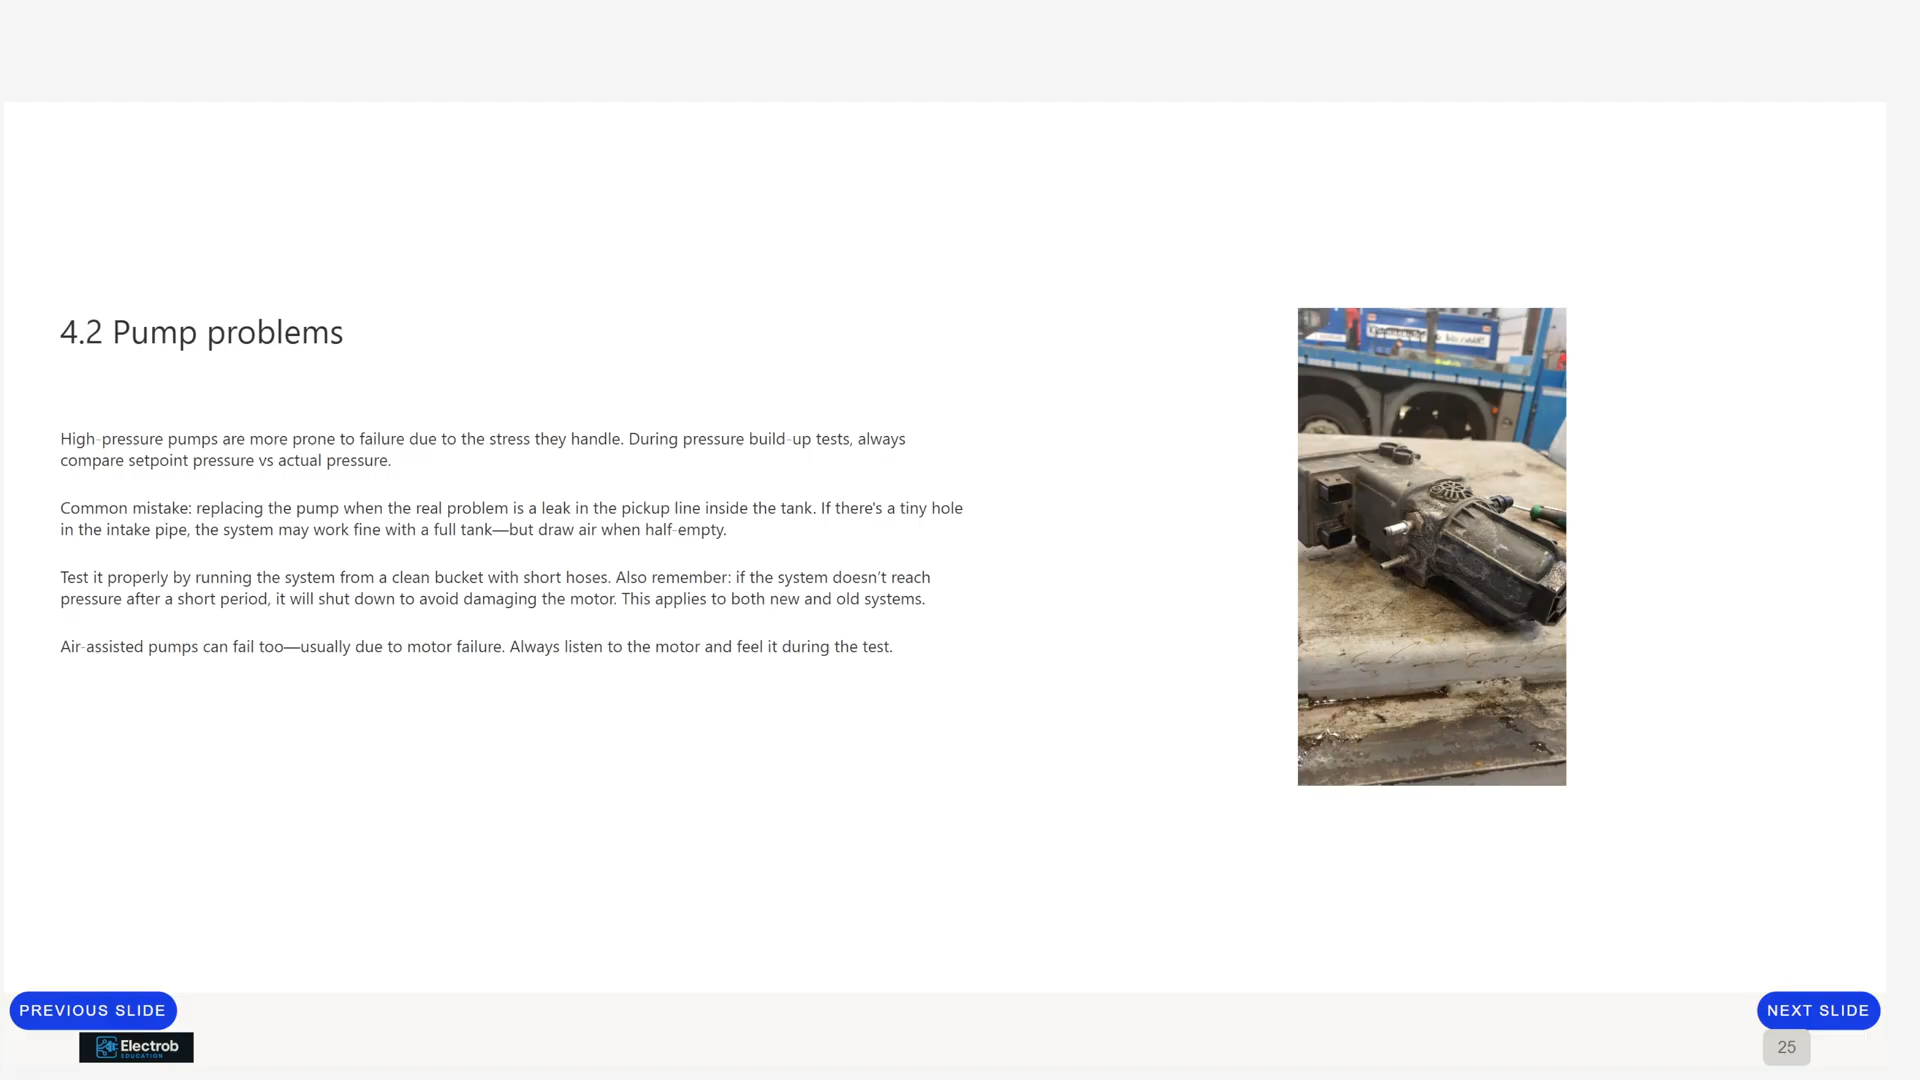 4.2 Pump problems
High-pressure pumps are more prone to failure due to the stress they handle. During pressure build-up tests, always
compare setpoint pressure vs actual pressure.
Common mistake: replacing the pump when the real problem is a leak in the pickup line inside the tank. If there's a tiny hole
in the intake pipe, the system may work fine with a full tank—but draw air when half-empty.
Test it properly by running the system from a clean bucket with short hoses. Also remember: if the system doesn’t reach
pressure after a short period, it will shut down to avoid damaging the motor. This applies to both new and old systems.
Air-assisted pumps can fail too—usually due to motor failure. Always listen to the motor and feel it during the test.
PREVIOUS SLIDE
NEXT SLIDE
Electrob
EDUCATION
25